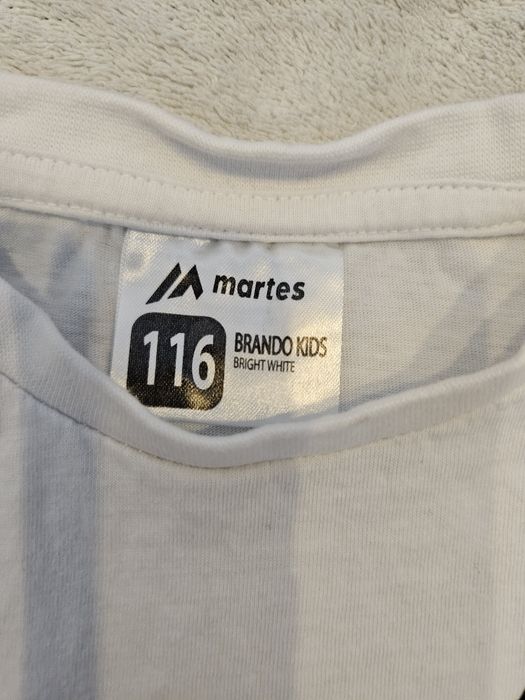 martes
116
BRANDO KIDS
BRIGHT WHITE